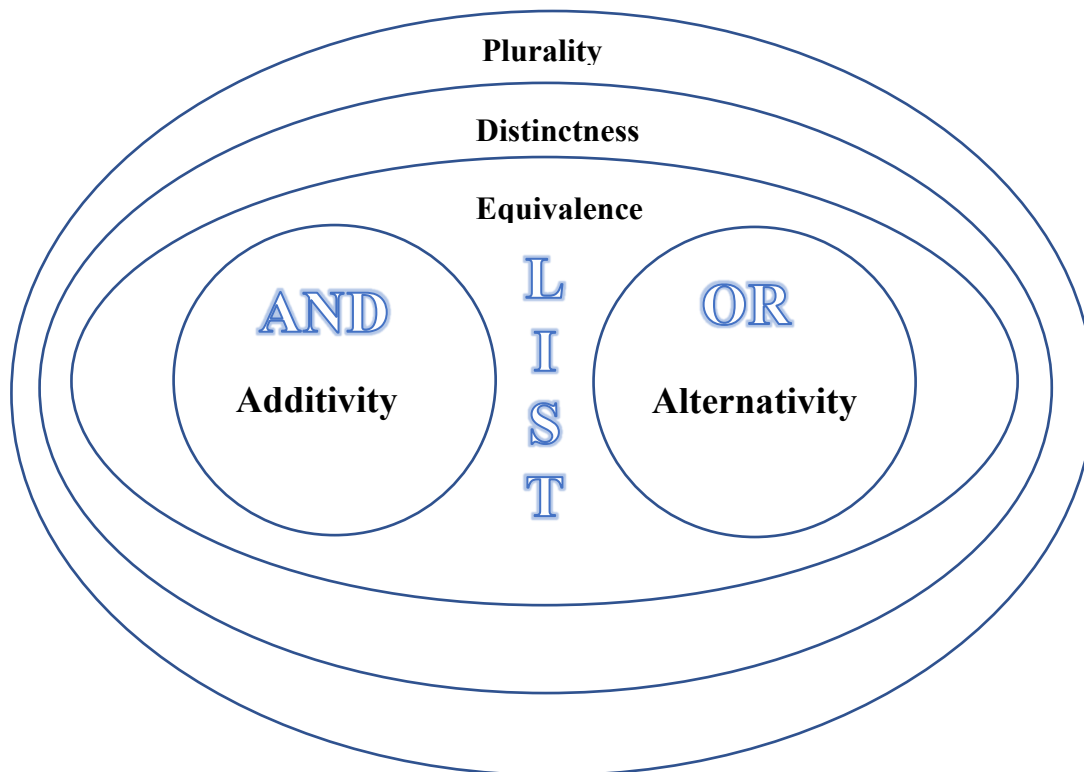 Plurality
Distinctness
Equivalence
AND
Additivity
L
I
S
T
OR
Alternativity